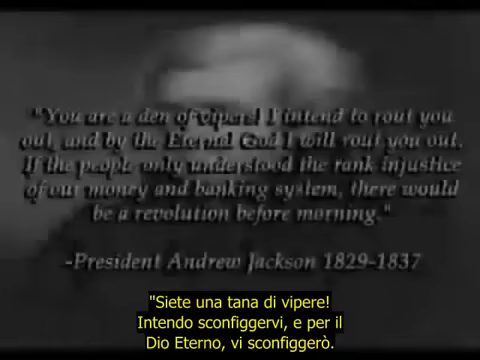 "You are a den of vipers! I intend to rout you
out, and by the Eternal God I will rout you out.
If the people only understood the rank injustice
of our money and banking system, there would
be a revolution before morning."
-President Andrew Jackson 1829-1837
"Siete una tana di vipere!
Intendo sconfiggervi, e per il
Dio Eterno, vi sconfiggerò.